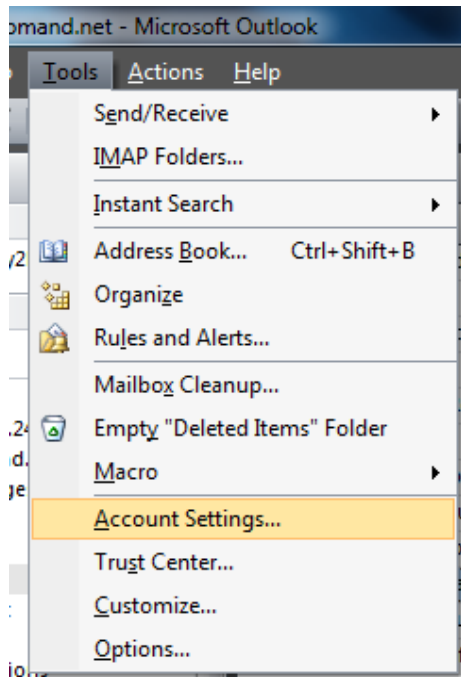 omand.net - Microsoft Outlook
Tools Actions Help
Send/Receive
IMAP Folders...
Instant Search
Address Book... Ctrl+Shift+B
Organize
Rules and Alerts...
Mailbox Cleanup...
Empty "Deleted Items" Folder
Macro
Account Settings...
Trust Center...
Customize...
Options...